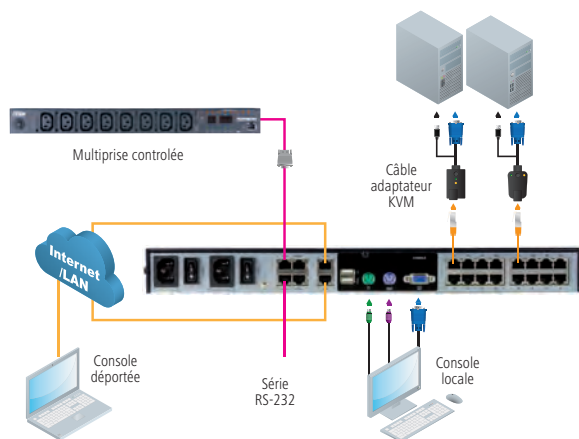 Multiprise controlée
Câble
adaptateur
KVM
Internet
/LAN
Console
déportée
Série
RS-232
Console
locale